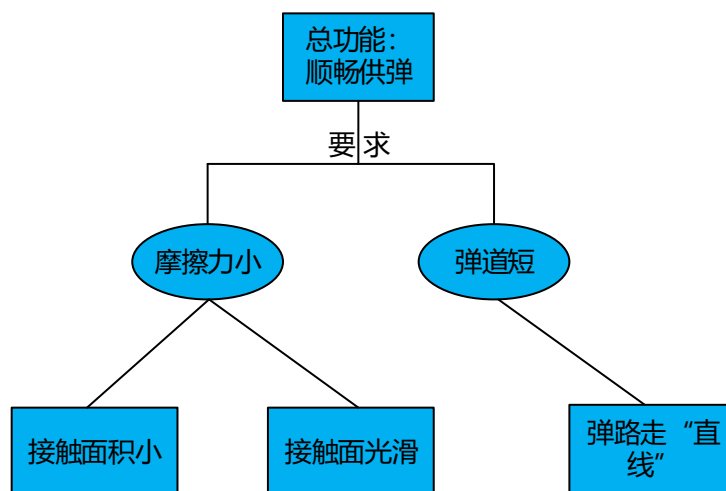 总功能：
顺畅供弹
要求
摩擦力小
弹道短
接触面积小
接触面光滑
弹路走“直
线”